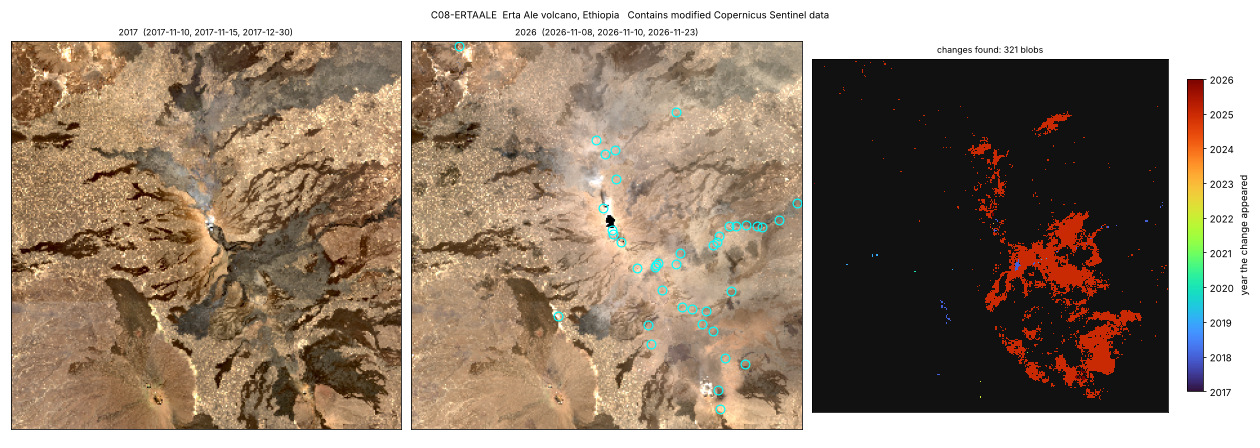 C08-ERTAALE  Erta Ale volcano, Ethiopia   Contains modified Copernicus Sentinel data
2017  (2017-11-10, 2017-11-15, 2017-12-30)
2026  (2026-11-08, 2026-11-10, 2026-11-23)
changes found: 321 blobs
2026
2025
2024
2023
2022
2021
2020
2019
2018
2017
year the change appeared